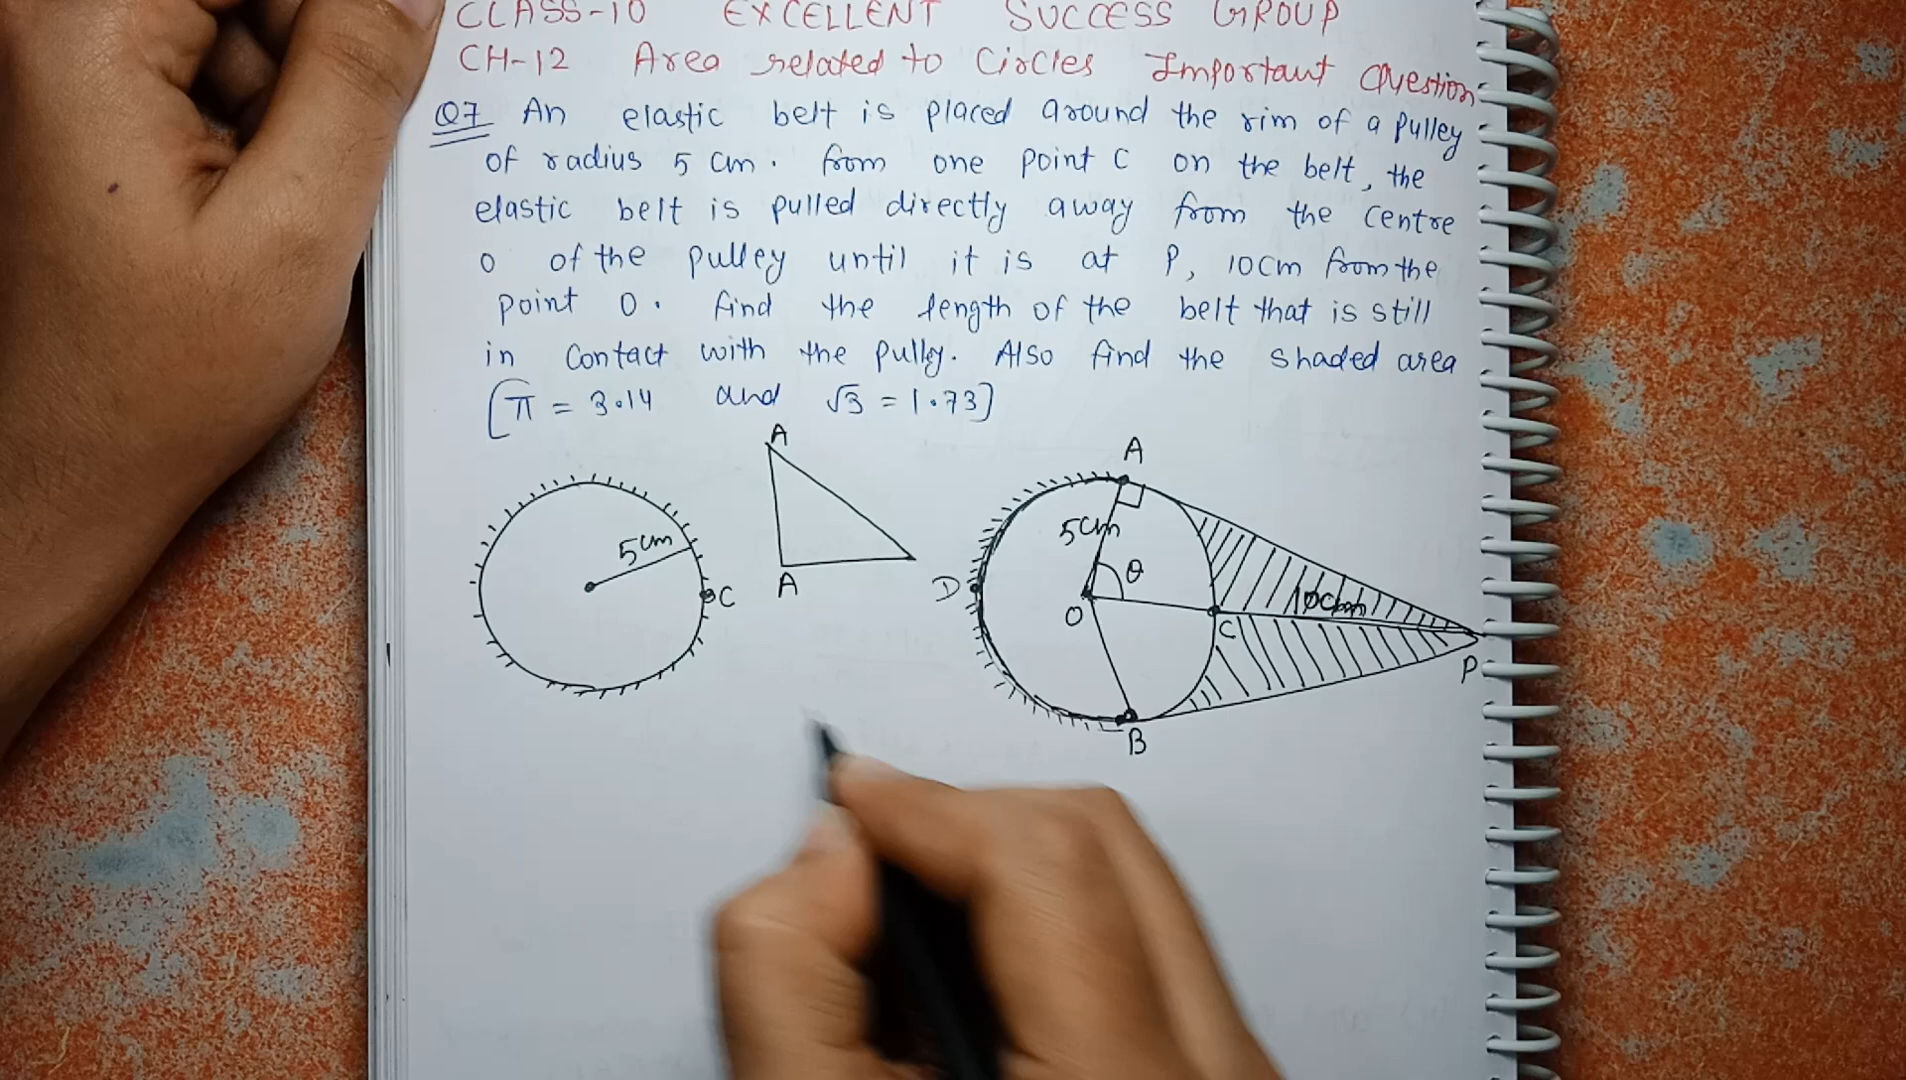 CLASS-10 EXCELLENT SUCCESS GROUP
CH-12 Area related to Circles Important Question
Q7 An elastic belt is placed around the rim of a pulley
of radius 5 cm. from one point C on the belt, the
elastic belt is pulled directly away from the centre
O of the pulley until it is at P, 10cm from the
point O. find the length of the belt that is still
in contact with the pully. Also find the shaded area
[π = 3.14 and √3 = 1.73]
A
A
5cm
C
A
5cm
θ
D
O
C
10cm
P
B